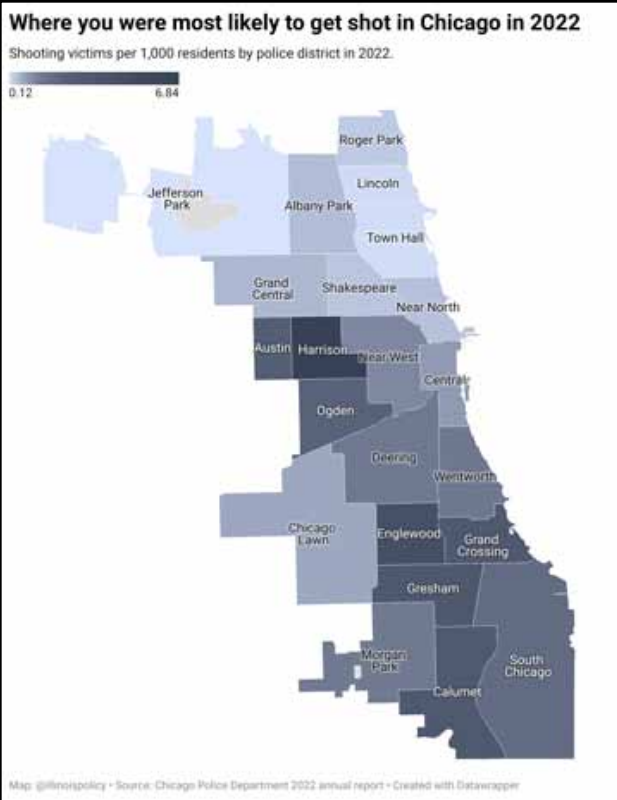 Where you were most likely to get shot in Chicago in 2022
Shooting victims per 1,000 residents by police district in 2022.
0.12
6.84
Roger Park
Lincoln
Jefferson
Park
Albany Park
Town Hall
Grand
Central
Shakespeare
Near North
Austin
Harrison
Near West
Central
Ogden
Deering
Wentworth
Chicago
Lawn
Englewood
Grand
Crossing
Gresham
Morgan
Park
South
Chicago
Calumet
Map: @illinoispolicy • Source: Chicago Police Department 2022 annual report • Created with Datawrapper